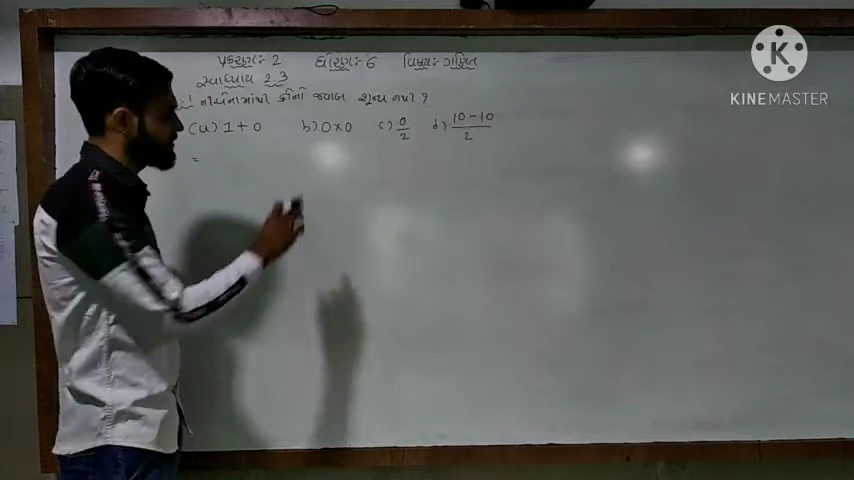 પ્રકરણ:- 2 ધોરણ:- 6 વિષય:- ગણિત
સ્વાધ્યાય 2.3
:1 નીચેનામાંથી કોનો જવાબ શૂન્ય નથી ?
(a) 1 + 0 b) 0 × 0 c) 0/2 d) 10 - 10/2
=
K
KINEMASTER